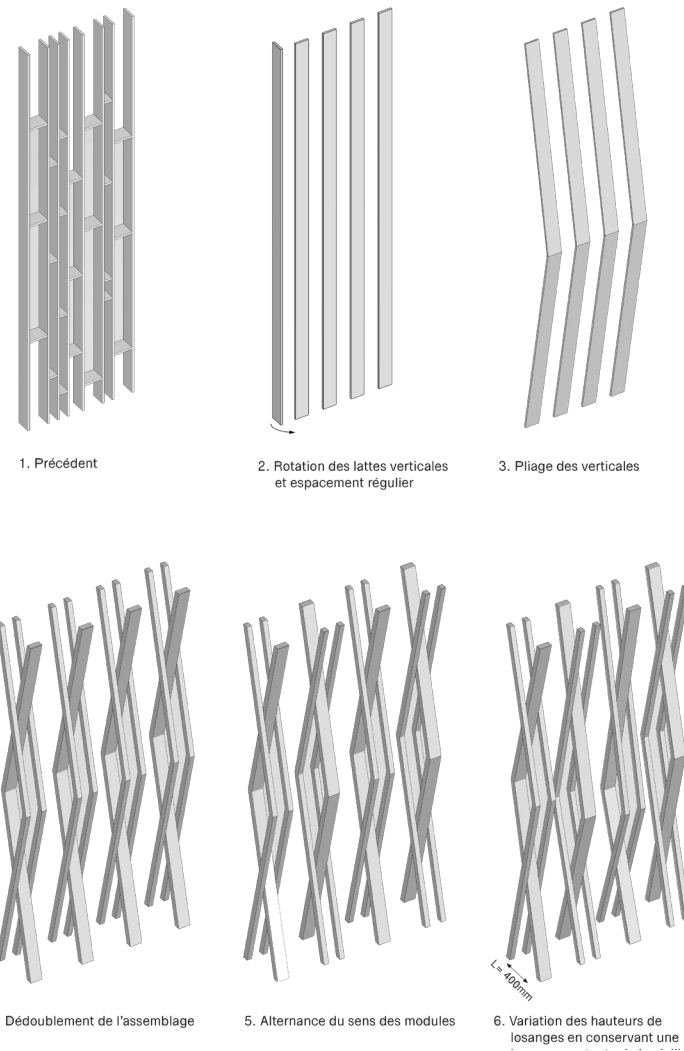 1. Précédent
2. Rotation des lattes verticales
et espacement régulier
3. Pliage des verticales
L= 400mm
Dédoublement de l'assemblage
5. Alternance du sens des modules
6. Variation des hauteurs de
losanges en conservant une